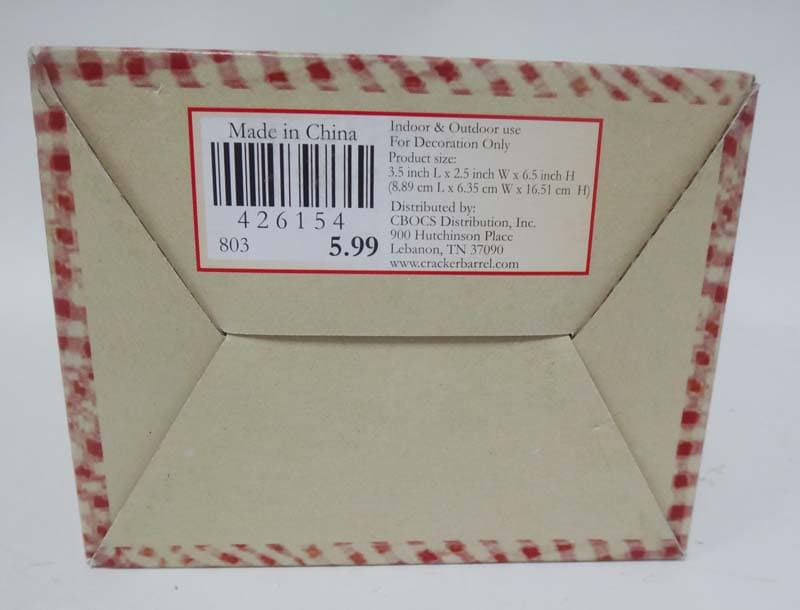 Made in China
426154
803 5.99
Indoor & Outdoor use
For Decoration Only
Product size:
3.5 inch L x 2.5 inch W x 6.5 inch H
(8.89 cm L x 6.35 cm W x 16.51 cm H)
Distributed by:
CBOCS Distribution, Inc.
900 Hutchinson Place
Lebanon, TN 37090
www.crackerbarrel.com